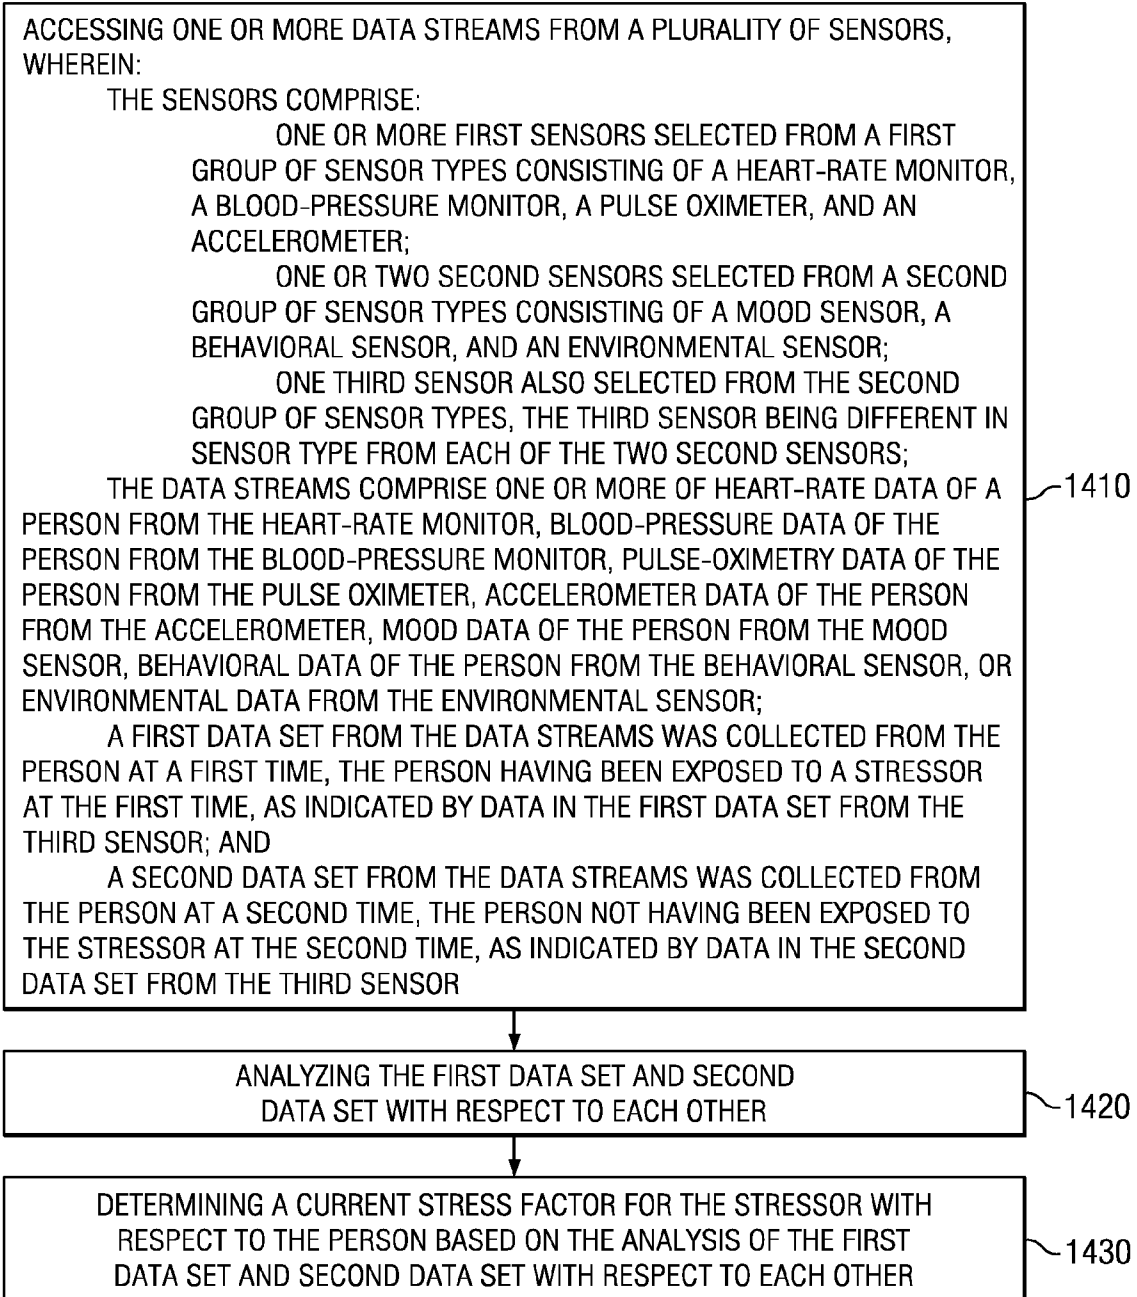 ACCESSING ONE OR MORE DATA STREAMS FROM A PLURALITY OF SENSORS,
WHEREIN:
THE SENSORS COMPRISE:
ONE OR MORE FIRST SENSORS SELECTED FROM A FIRST
GROUP OF SENSOR TYPES CONSISTING OF A HEART-RATE MONITOR,
A BLOOD-PRESSURE MONITOR, A PULSE OXIMETER, AND AN
ACCELEROMETER;
ONE OR TWO SECOND SENSORS SELECTED FROM A SECOND
GROUP OF SENSOR TYPES CONSISTING OF A MOOD SENSOR, A
BEHAVIORAL SENSOR, AND AN ENVIRONMENTAL SENSOR;
ONE THIRD SENSOR ALSO SELECTED FROM THE SECOND
GROUP OF SENSOR TYPES, THE THIRD SENSOR BEING DIFFERENT IN
SENSOR TYPE FROM EACH OF THE TWO SECOND SENSORS;
THE DATA STREAMS COMPRISE ONE OR MORE OF HEART-RATE DATA OF A
PERSON FROM THE HEART-RATE MONITOR, BLOOD-PRESSURE DATA OF THE
PERSON FROM THE BLOOD-PRESSURE MONITOR, PULSE-OXIMETRY DATA OF THE
PERSON FROM THE PULSE OXIMETER, ACCELEROMETER DATA OF THE PERSON
FROM THE ACCELEROMETER, MOOD DATA OF THE PERSON FROM THE MOOD
SENSOR, BEHAVIORAL DATA OF THE PERSON FROM THE BEHAVIORAL SENSOR, OR
ENVIRONMENTAL DATA FROM THE ENVIRONMENTAL SENSOR;
A FIRST DATA SET FROM THE DATA STREAMS WAS COLLECTED FROM THE
PERSON AT A FIRST TIME, THE PERSON HAVING BEEN EXPOSED TO A STRESSOR
AT THE FIRST TIME, AS INDICATED BY DATA IN THE FIRST DATA SET FROM THE
THIRD SENSOR; AND
A SECOND DATA SET FROM THE DATA STREAMS WAS COLLECTED FROM
THE PERSON AT A SECOND TIME, THE PERSON NOT HAVING BEEN EXPOSED TO
THE STRESSOR AT THE SECOND TIME, AS INDICATED BY DATA IN THE SECOND
DATA SET FROM THE THIRD SENSOR
1410
ANALYZING THE FIRST DATA SET AND SECOND
DATA SET WITH RESPECT TO EACH OTHER
1420
DETERMINING A CURRENT STRESS FACTOR FOR THE STRESSOR WITH
RESPECT TO THE PERSON BASED ON THE ANALYSIS OF THE FIRST
DATA SET AND SECOND DATA SET WITH RESPECT TO EACH OTHER
1430